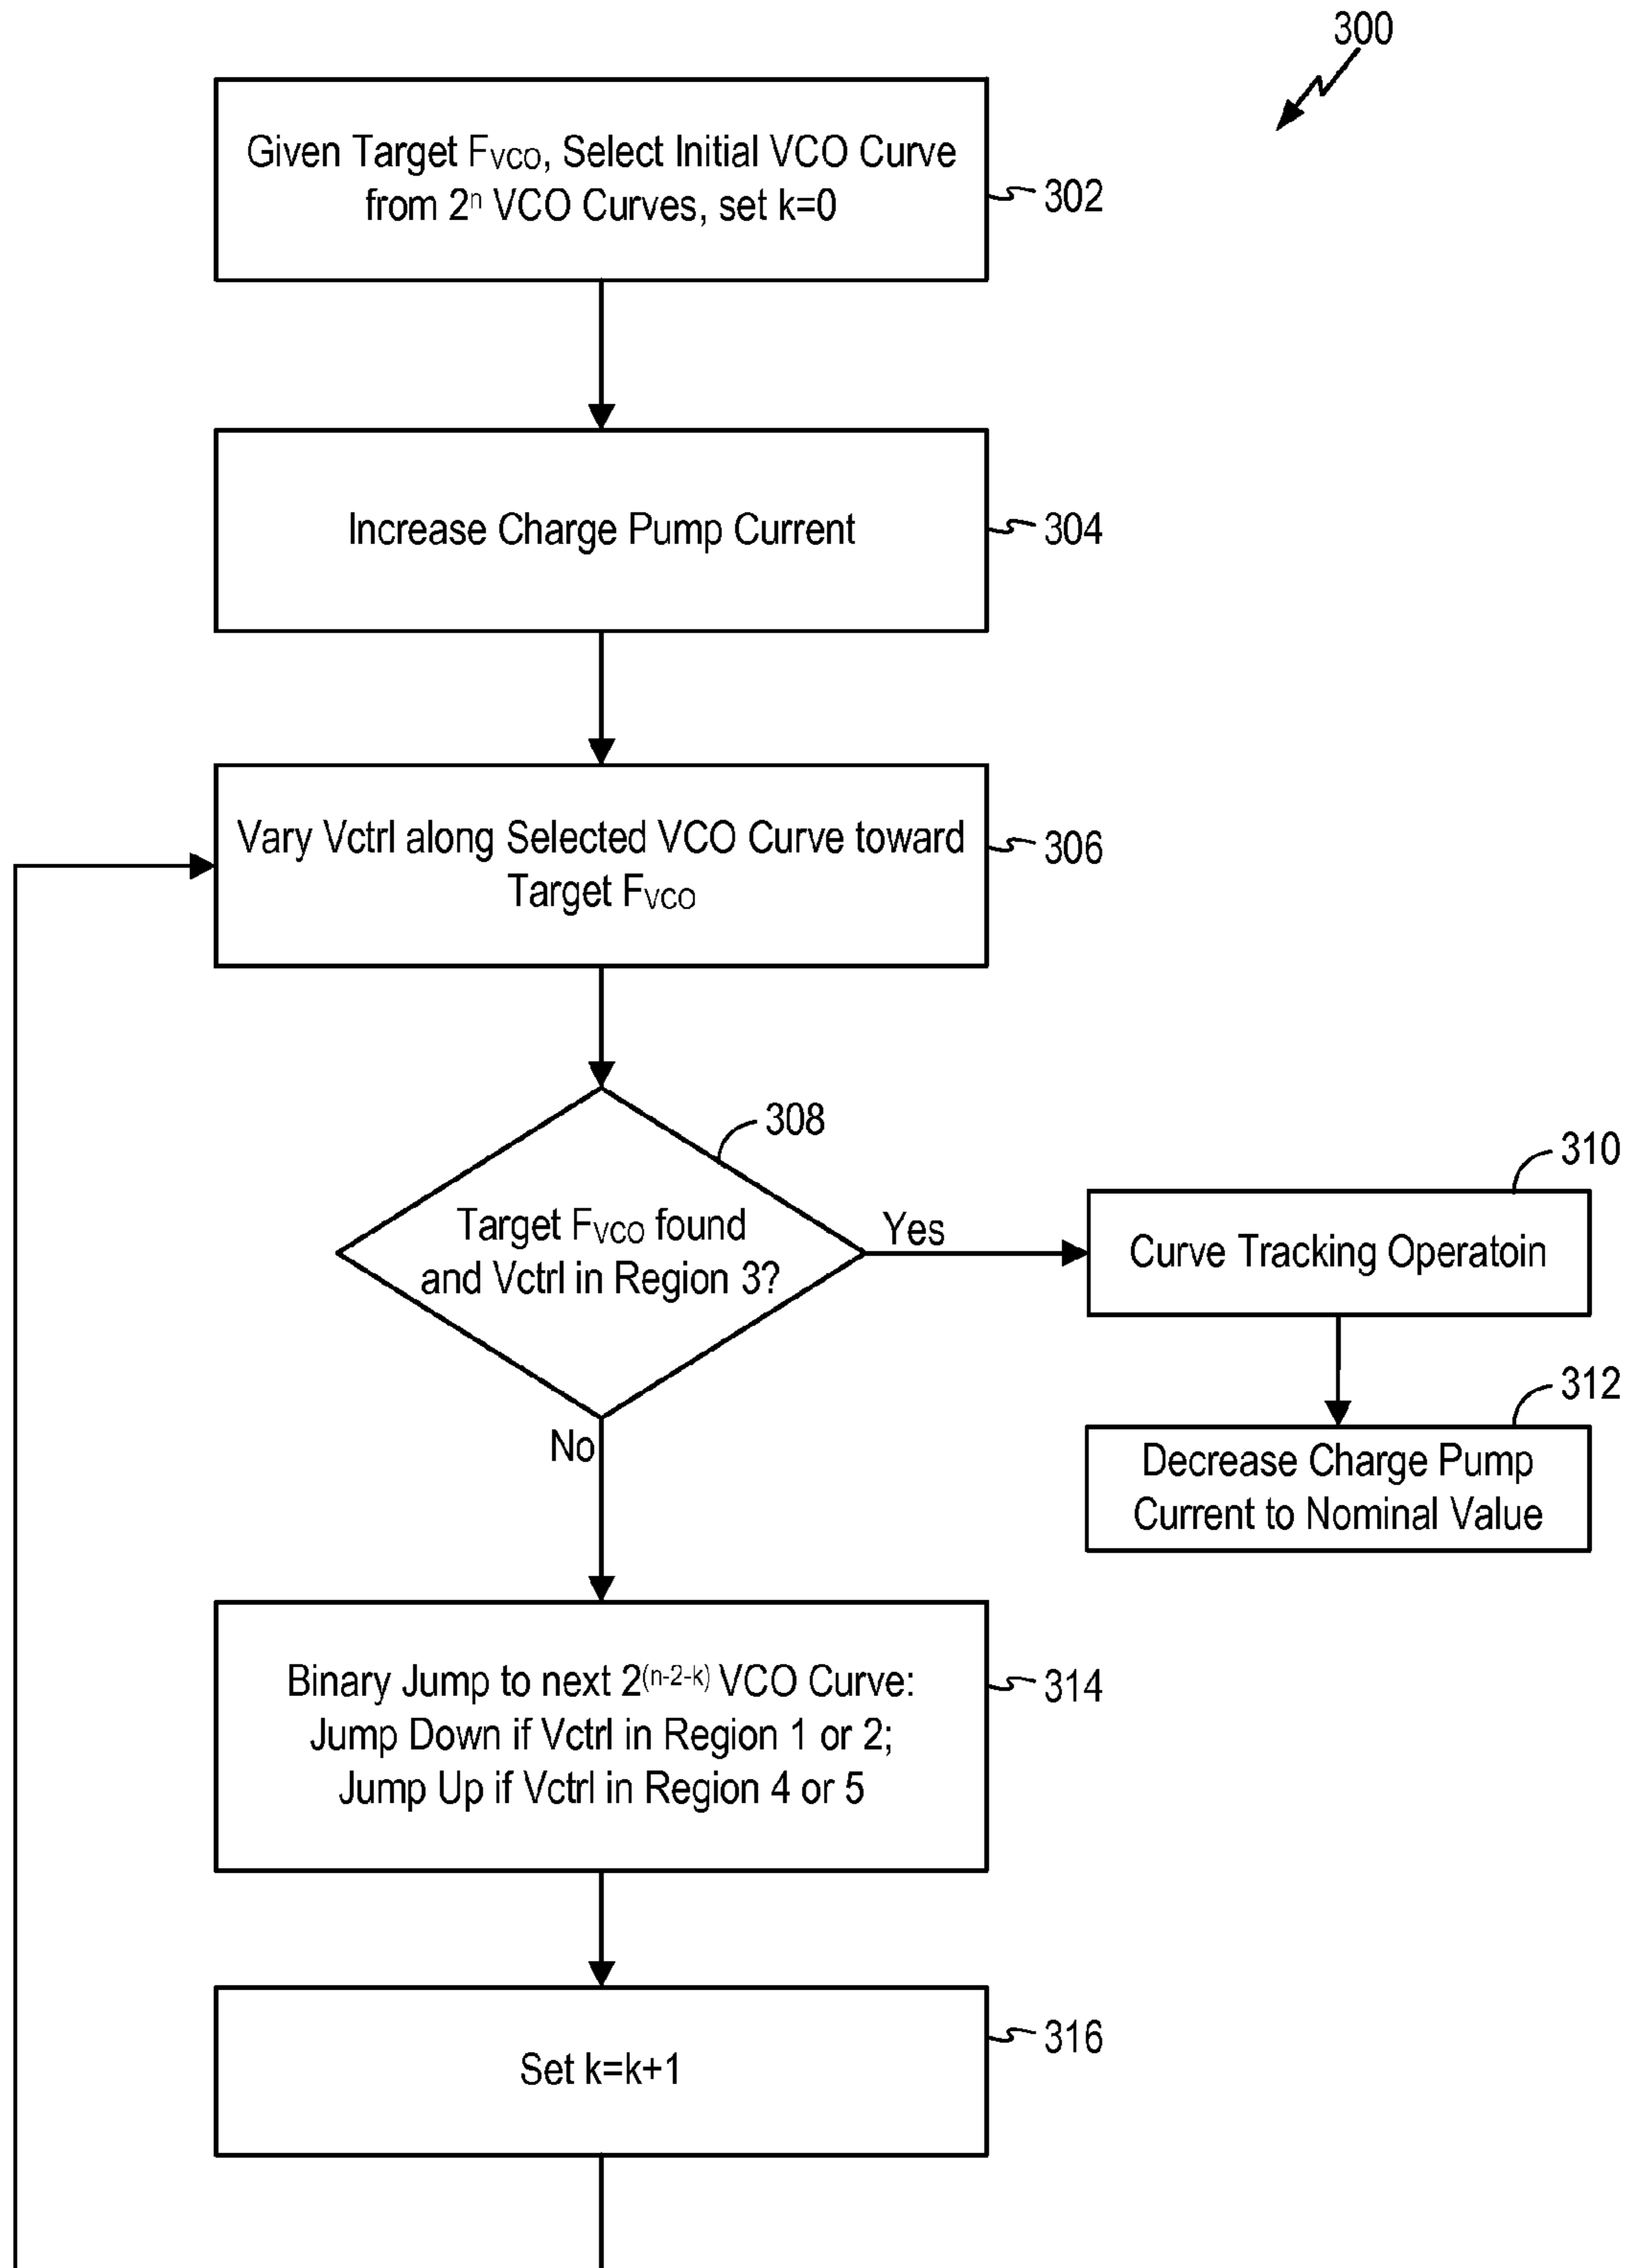 300
Given Target FVCO, Select Initial VCO Curve
from 2ⁿ VCO Curves, set k=0
302
Increase Charge Pump Current
304
Vary Vctrl along Selected VCO Curve toward
Target FVCO
306
308
Target FVCO found
and Vctrl in Region 3?
Yes
310
Curve Tracking Operatoin
312
Decrease Charge Pump
Current to Nominal Value
No
Binary Jump to next 2⁽ⁿ⁻²⁻ᵏ⁾ VCO Curve:
Jump Down if Vctrl in Region 1 or 2;
Jump Up if Vctrl in Region 4 or 5
314
Set k=k+1
316